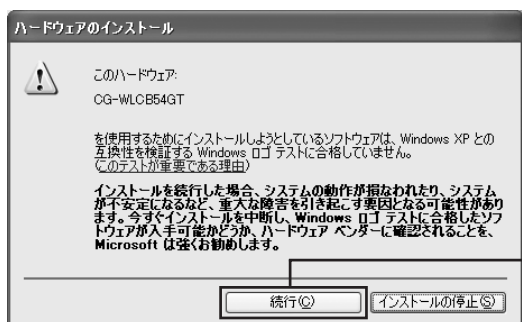 ハードウェアのインストール
このハードウェア:
CG-WLCB54GT
を使用するためにインストールしようとしているソフトウェアは、Windows XP との
互換性を検証する Windows ロゴ テストに合格していません。
(このテストが重要である理由)
インストールを続行した場合、システムの動作が損なわれたり、システム
が不安定になるなど、重大な障害を引き起こす要因となる可能性があり
ます。今すぐインストールを中断し、Windows ロゴ テストに合格したソフ
トウェアが入手可能かどうか、ハードウェア ベンダーに確認されることを、
Microsoft は強くお勧めします。
続行(C)
インストールの停止(S)